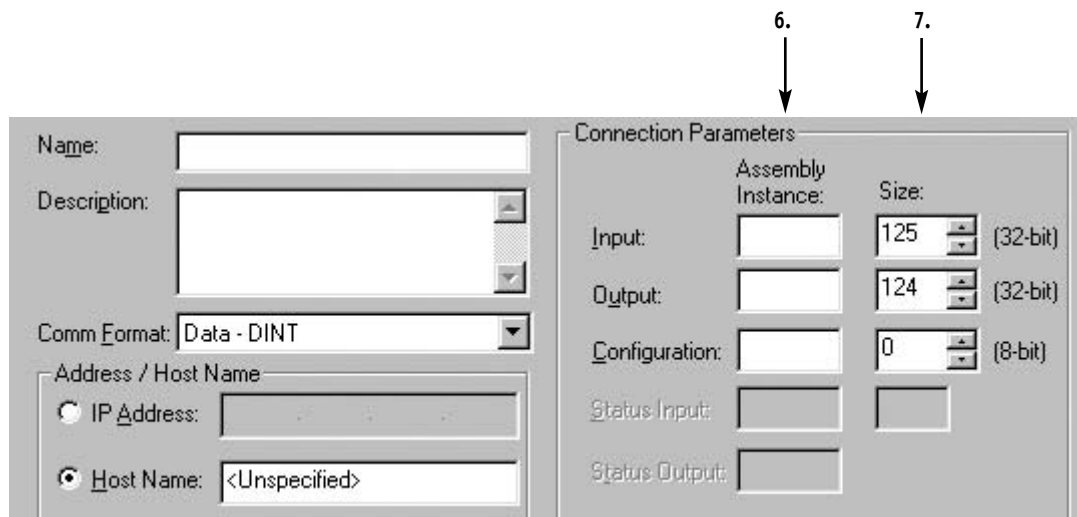 6. 7.
Name:
Description:
Comm Format: Data - DINT
Address / Host Name
IP Address: . . .
Host Name: <Unspecified>
Connection Parameters
Assembly
Instance: Size:
Input: 125 (32-bit)
Output: 124 (32-bit)
Configuration: 0 (8-bit)
Status Input:
Status Output: